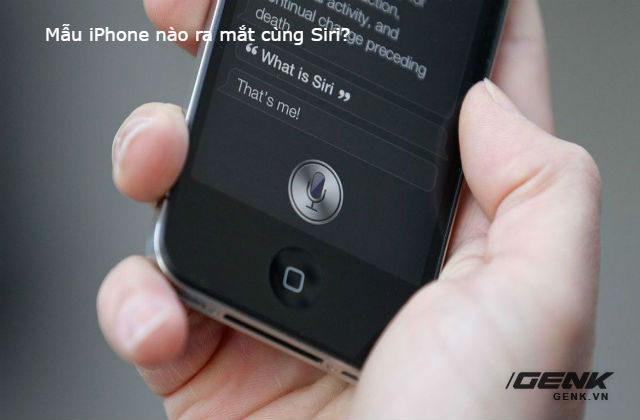 Mẫu iPhone nào ra mắt cùng Siri?
activity, and
continual change preceding
death.
“ What is Siri ”
That's me!
GENK
GENK.VN